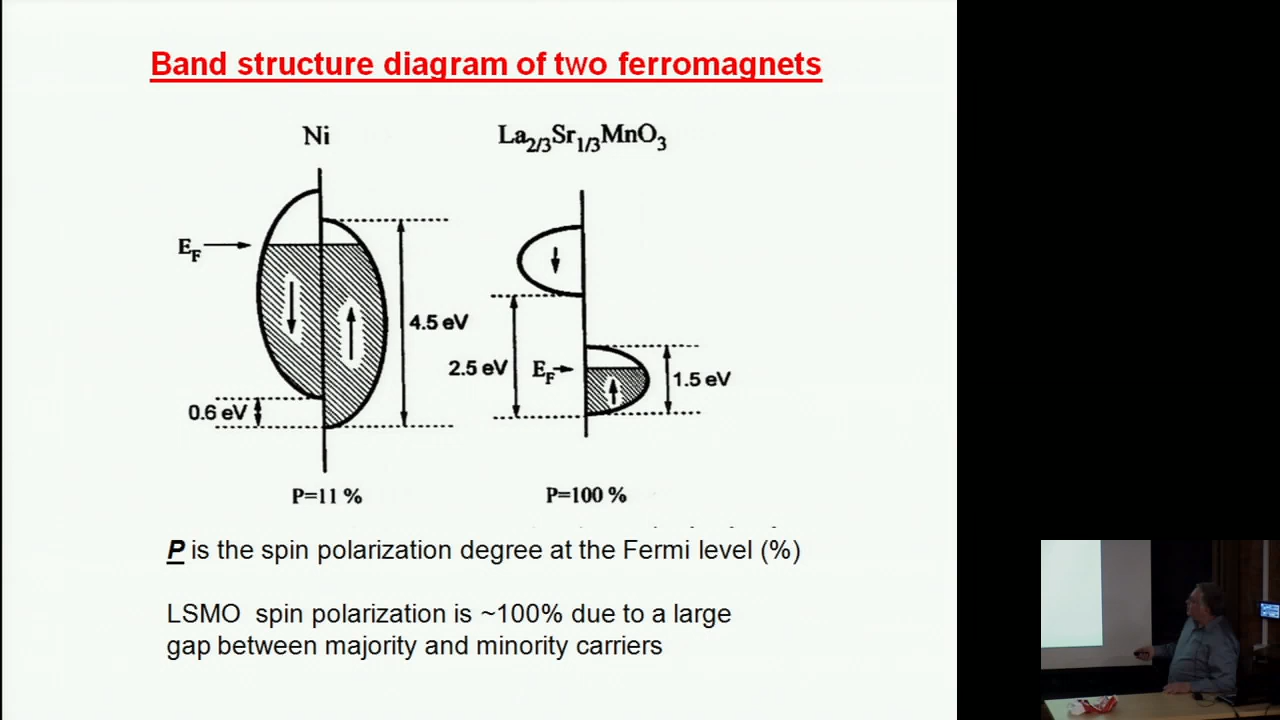 Band structure diagram of two ferromagnets
Ni
La2/3Sr1/3MnO3
EF
4.5 eV
0.6 eV
2.5 eV
EF
1.5 eV
P=11 %
P=100 %
P is the spin polarization degree at the Fermi level (%)
LSMO spin polarization is ~100% due to a large
gap between majority and minority carriers